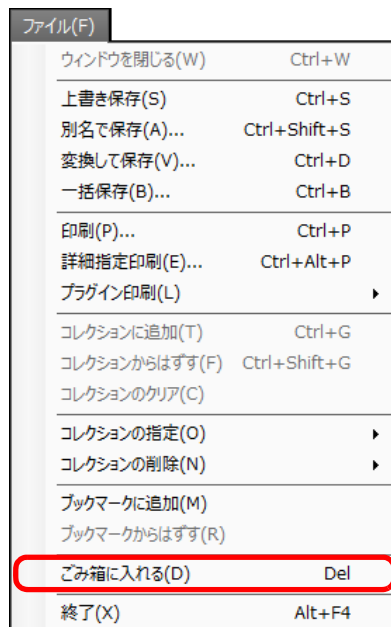 ファイル(F)
ウィンドウを閉じる(W) Ctrl+W
上書き保存(S) Ctrl+S
別名で保存(A)... Ctrl+Shift+S
変換して保存(V)... Ctrl+D
一括保存(B)... Ctrl+B
印刷(P)... Ctrl+P
詳細指定印刷(E)... Ctrl+Alt+P
プラグイン印刷(L)
コレクションに追加(T) Ctrl+G
コレクションからはずす(F) Ctrl+Shift+G
コレクションのクリア(C)
コレクションの指定(O)
コレクションの削除(N)
ブックマークに追加(M)
ブックマークからはずす(R)
ごみ箱に入れる(D) Del
終了(X) Alt+F4